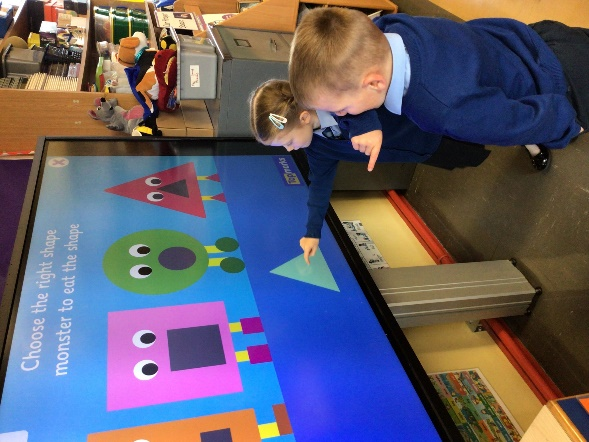 Choose the right shape
monster to eat the shape